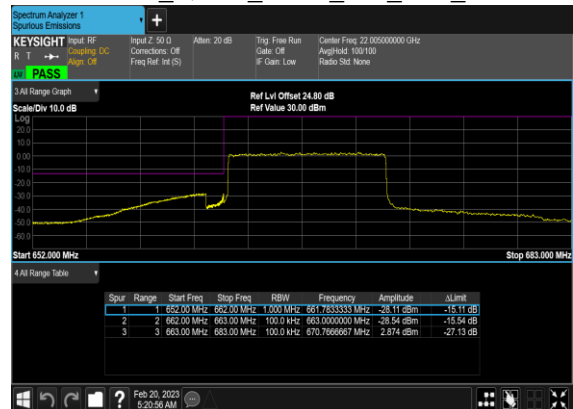 Spectrum Analyzer 1
Spurious Emissions
KEYSIGHT Input: RF Input Z: 50 Ω Atten: 20 dB Trig: Free Run Center Freq: 22.005000000 GHz
R T Coupling: DC Corrections: Off Gate: Off Avg|Hold: 100/100
Align: Off Freq Ref: Int (S) IF Gain: Low Radio Std: None
LXI PASS
3 All Range Graph
Ref Lvl Offset 24.80 dB
Scale/Div 10.0 dB Ref Value 30.00 dBm
Log
20.0
10.0
0.00
-10.0
-20.0
-30.0
-40.0
-50.0
-60.0
Start 652.000 MHz Stop 683.000 MHz
4 All Range Table
Spur Range Start Freq Stop Freq RBW Frequency Amplitude ΔLimit
1 1 652.00 MHz 662.00 MHz 1.000 MHz 661.7833333 MHz -28.11 dBm -15.11 dB
2 2 662.00 MHz 663.00 MHz 100.0 kHz 663.0000000 MHz -28.54 dBm -15.54 dB
3 3 663.00 MHz 683.00 MHz 100.0 kHz 670.7666667 MHz 2.874 dBm -27.13 dB
? Feb 20, 2023
5:20:56 AM